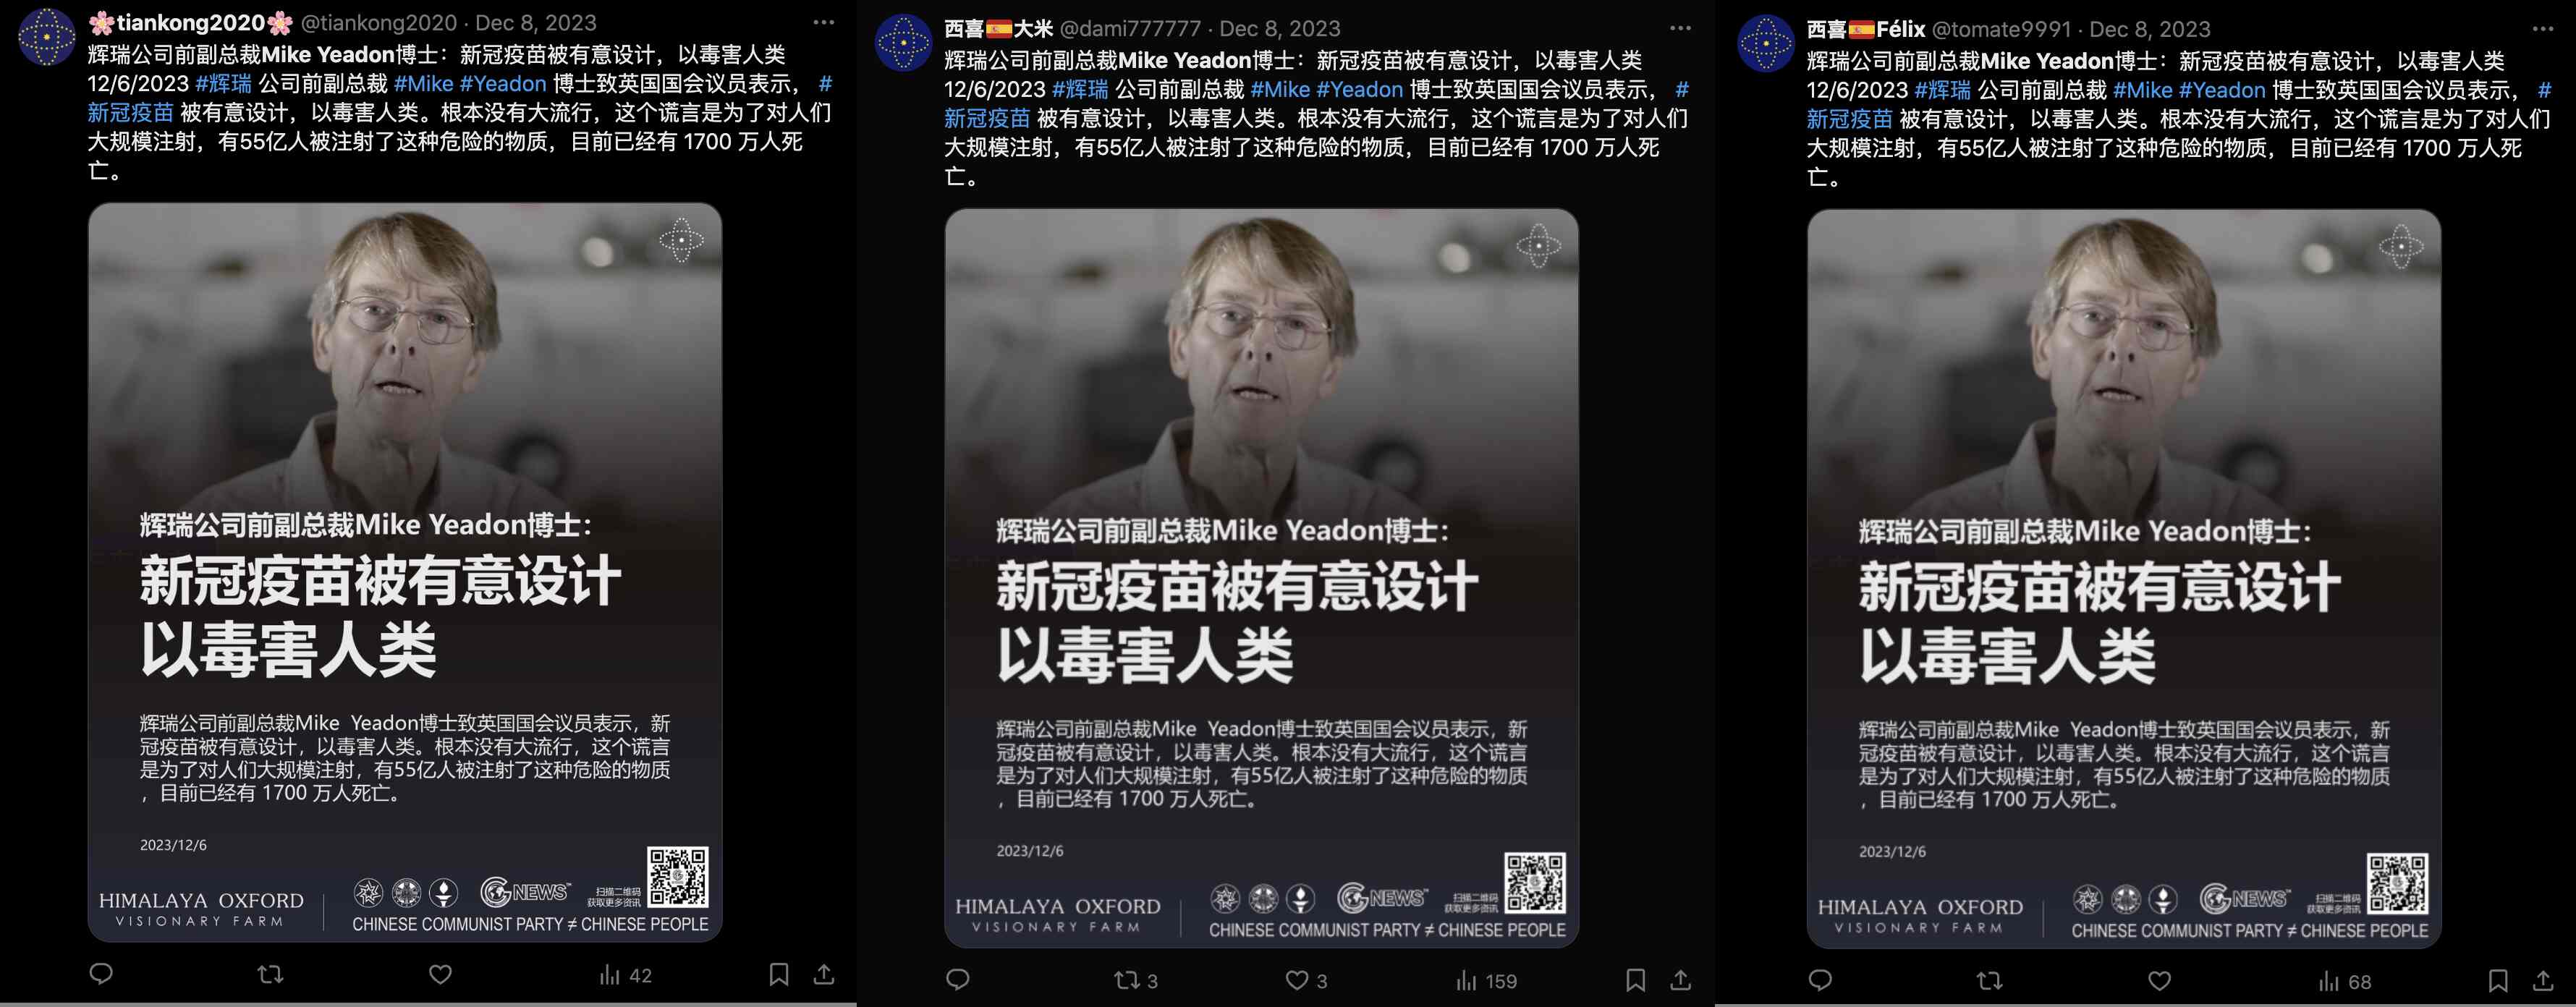 🌸tiankong2020🌸 @tiankong2020 · Dec 8, 2023
辉瑞公司前副总裁Mike Yeadon博士：新冠疫苗被有意设计，以毒害人类
12/6/2023 #辉瑞 公司前副总裁 #Mike #Yeadon 博士致英国国会议员表示， #
新冠疫苗 被有意设计，以毒害人类。根本没有大流行，这个谎言是为了对人们
大规模注射，有55亿人被注射了这种危险的物质，目前已经有 1700 万人死
亡。
辉瑞公司前副总裁Mike Yeadon博士：
新冠疫苗被有意设计
以毒害人类
辉瑞公司前副总裁Mike Yeadon博士致英国国会议员表示，新
冠疫苗被有意设计，以毒害人类。根本没有大流行，这个谎言
是为了对人们大规模注射，有55亿人被注射了这种危险的物质
，目前已经有 1700 万人死亡。
2023/12/6
HIMALAYA OXFORD
VISIONARY FARM
GNEWS™
扫描二维码
获取更多资讯
CHINESE COMMUNIST PARTY ≠ CHINESE PEOPLE
42
西喜🇪🇸大米 @dami777777 · Dec 8, 2023
辉瑞公司前副总裁Mike Yeadon博士：新冠疫苗被有意设计，以毒害人类
12/6/2023 #辉瑞 公司前副总裁 #Mike #Yeadon 博士致英国国会议员表示， #
新冠疫苗 被有意设计，以毒害人类。根本没有大流行，这个谎言是为了对人们
大规模注射，有55亿人被注射了这种危险的物质，目前已经有 1700 万人死
亡。
辉瑞公司前副总裁Mike Yeadon博士：
新冠疫苗被有意设计
以毒害人类
辉瑞公司前副总裁Mike Yeadon博士致英国国会议员表示，新
冠疫苗被有意设计，以毒害人类。根本没有大流行，这个谎言
是为了对人们大规模注射，有55亿人被注射了这种危险的物质
，目前已经有 1700 万人死亡。
2023/12/6
HIMALAYA OXFORD
VISIONARY FARM
GNEWS™
扫描二维码
获取更多资讯
CHINESE COMMUNIST PARTY ≠ CHINESE PEOPLE
3 3 159
西喜🇪🇸Félix @tomate9991 · Dec 8, 2023
辉瑞公司前副总裁Mike Yeadon博士：新冠疫苗被有意设计，以毒害人类
12/6/2023 #辉瑞 公司前副总裁 #Mike #Yeadon 博士致英国国会议员表示， #
新冠疫苗 被有意设计，以毒害人类。根本没有大流行，这个谎言是为了对人们
大规模注射，有55亿人被注射了这种危险的物质，目前已经有 1700 万人死
亡。
辉瑞公司前副总裁Mike Yeadon博士：
新冠疫苗被有意设计
以毒害人类
辉瑞公司前副总裁Mike Yeadon博士致英国国会议员表示，新
冠疫苗被有意设计，以毒害人类。根本没有大流行，这个谎言
是为了对人们大规模注射，有55亿人被注射了这种危险的物质
，目前已经有 1700 万人死亡。
2023/12/6
HIMALAYA OXFORD
VISIONARY FARM
GNEWS™
扫描二维码
获取更多资讯
CHINESE COMMUNIST PARTY ≠ CHINESE PEOPLE
68